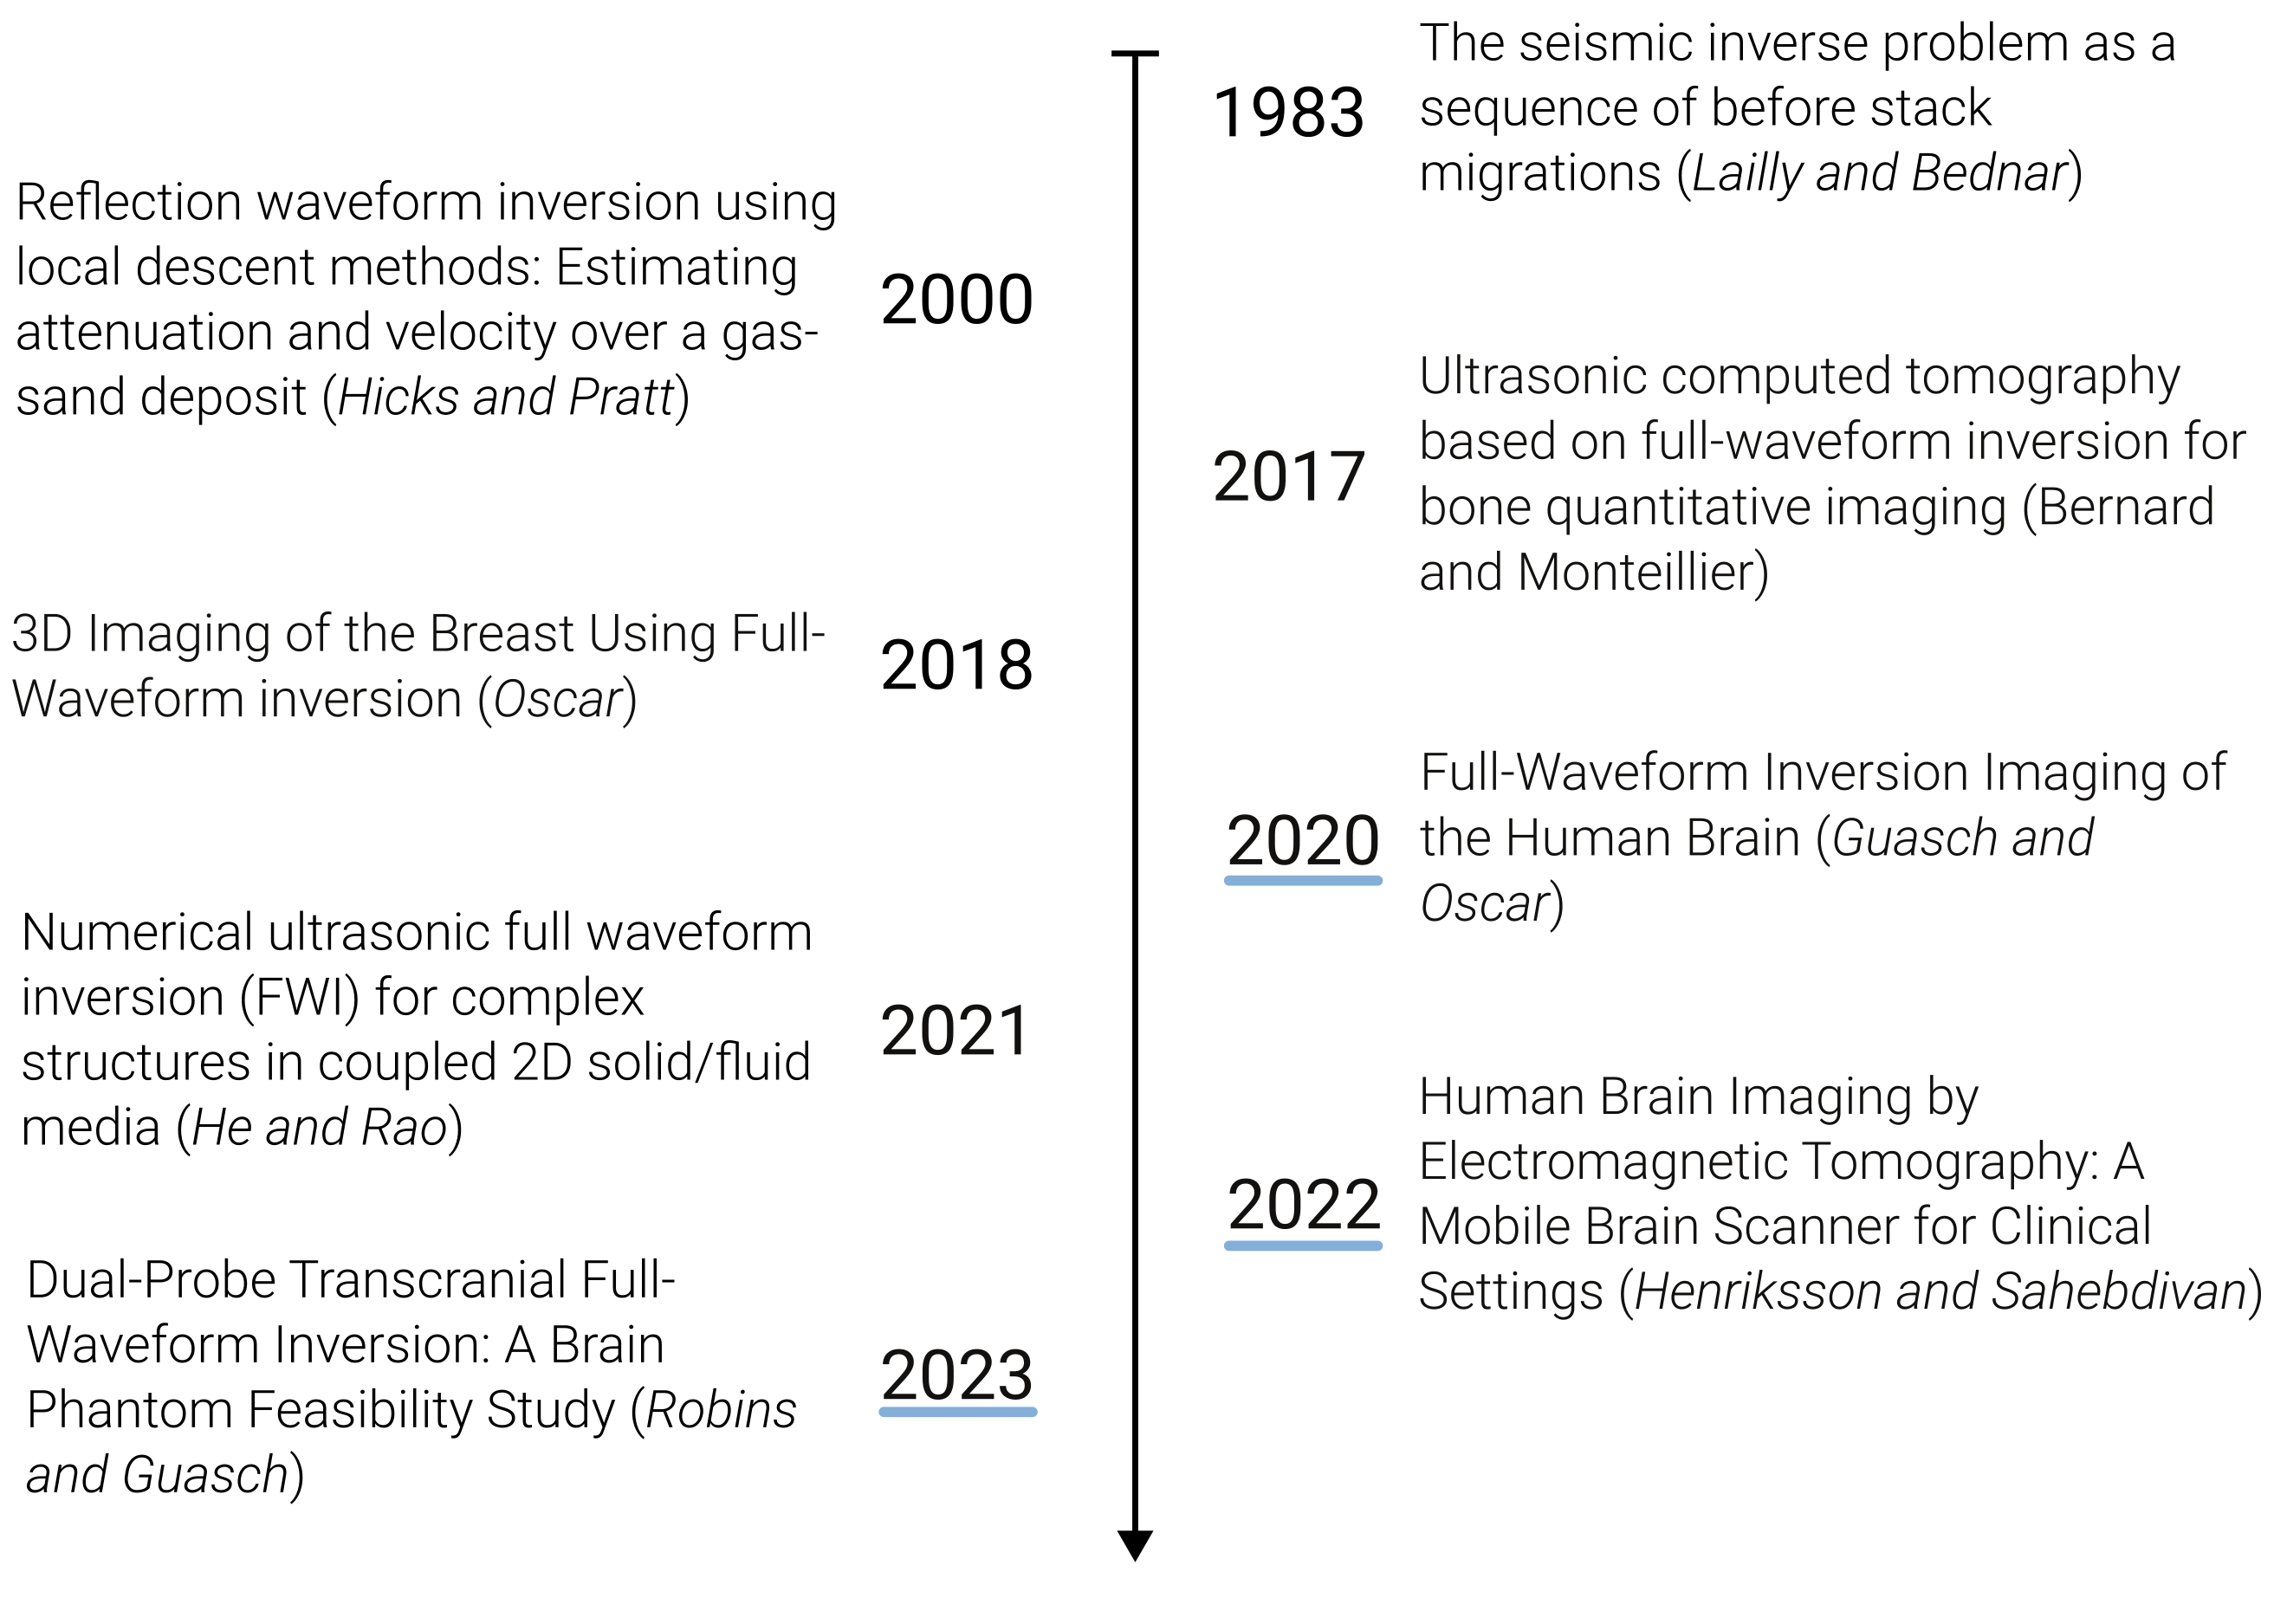 1983
The seismic inverse problem as a
sequence of before stack
migrations (Lailly and Bednar)
2000
Reflection waveform inversion using
local descent methods: Estimating
attenuation and velocity over a gas-
sand deposit (Hicks and Pratt)
2017
Ultrasonic computed tomography
based on full-waveform inversion for
bone quantitative imaging (Bernard
and Monteillier)
2018
3D Imaging of the Breast Using Full-
Waveform inversion (Oscar)
2020
Full-Waveform Inversion Imaging of
the Human Brain (Guasch and
Oscar)
2021
Numerical ultrasonic full waveform
inversion (FWI) for complex
structures in coupled 2D solid/fluid
media (He and Rao)
2022
Human Brain Imaging by
Electromagnetic Tomography: A
Mobile Brain Scanner for Clinical
Settings (Henriksson and Sahebdivan)
2023
Dual-Probe Transcranial Full-
Waveform Inversion: A Brain
Phantom Feasibility Study (Robins
and Guasch)